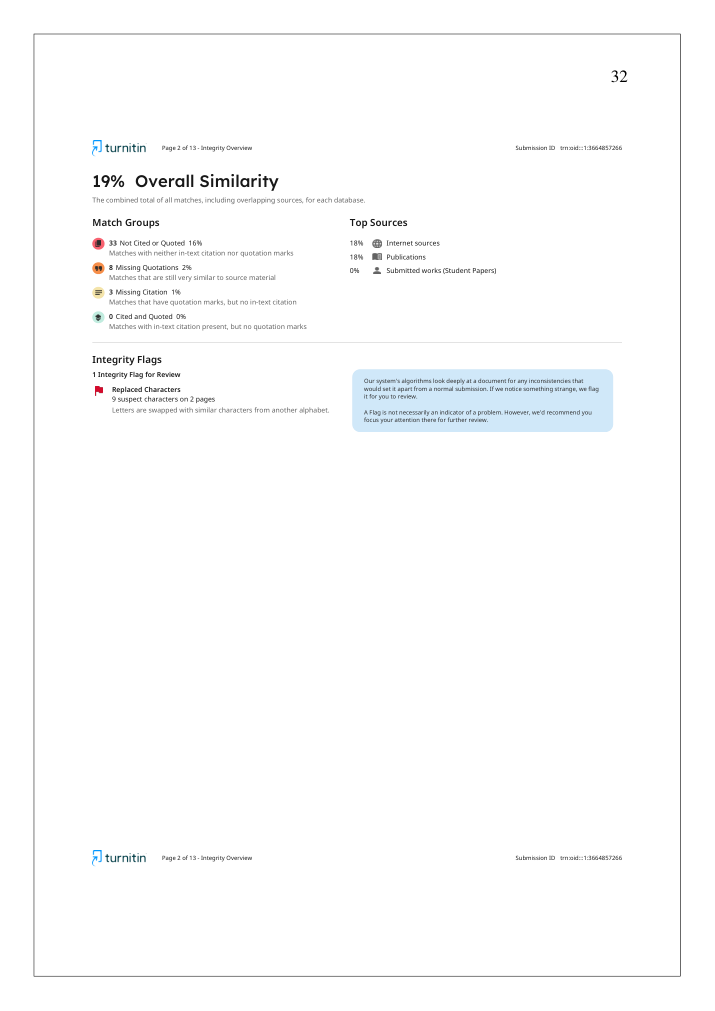 32
turnitin Page 2 of 13 - Integrity Overview Submission ID trn:oid:::1:3664857266
19% Overall Similarity
The combined total of all matches, including overlapping sources, for each database.
Match Groups
33 Not Cited or Quoted 16%
Matches with neither in-text citation nor quotation marks
8 Missing Quotations 2%
Matches that are still very similar to source material
3 Missing Citation 1%
Matches that have quotation marks, but no in-text citation
0 Cited and Quoted 0%
Matches with in-text citation present, but no quotation marks
Top Sources
18% Internet sources
18% Publications
0% Submitted works (Student Papers)
Integrity Flags
1 Integrity Flag for Review
Replaced Characters
9 suspect characters on 2 pages
Letters are swapped with similar characters from another alphabet.
Our system's algorithms look deeply at a document for any inconsistencies that
would set it apart from a normal submission. If we notice something strange, we flag
it for you to review.
A Flag is not necessarily an indicator of a problem. However, we'd recommend you
focus your attention there for further review.
turnitin Page 2 of 13 - Integrity Overview Submission ID trn:oid:::1:3664857266